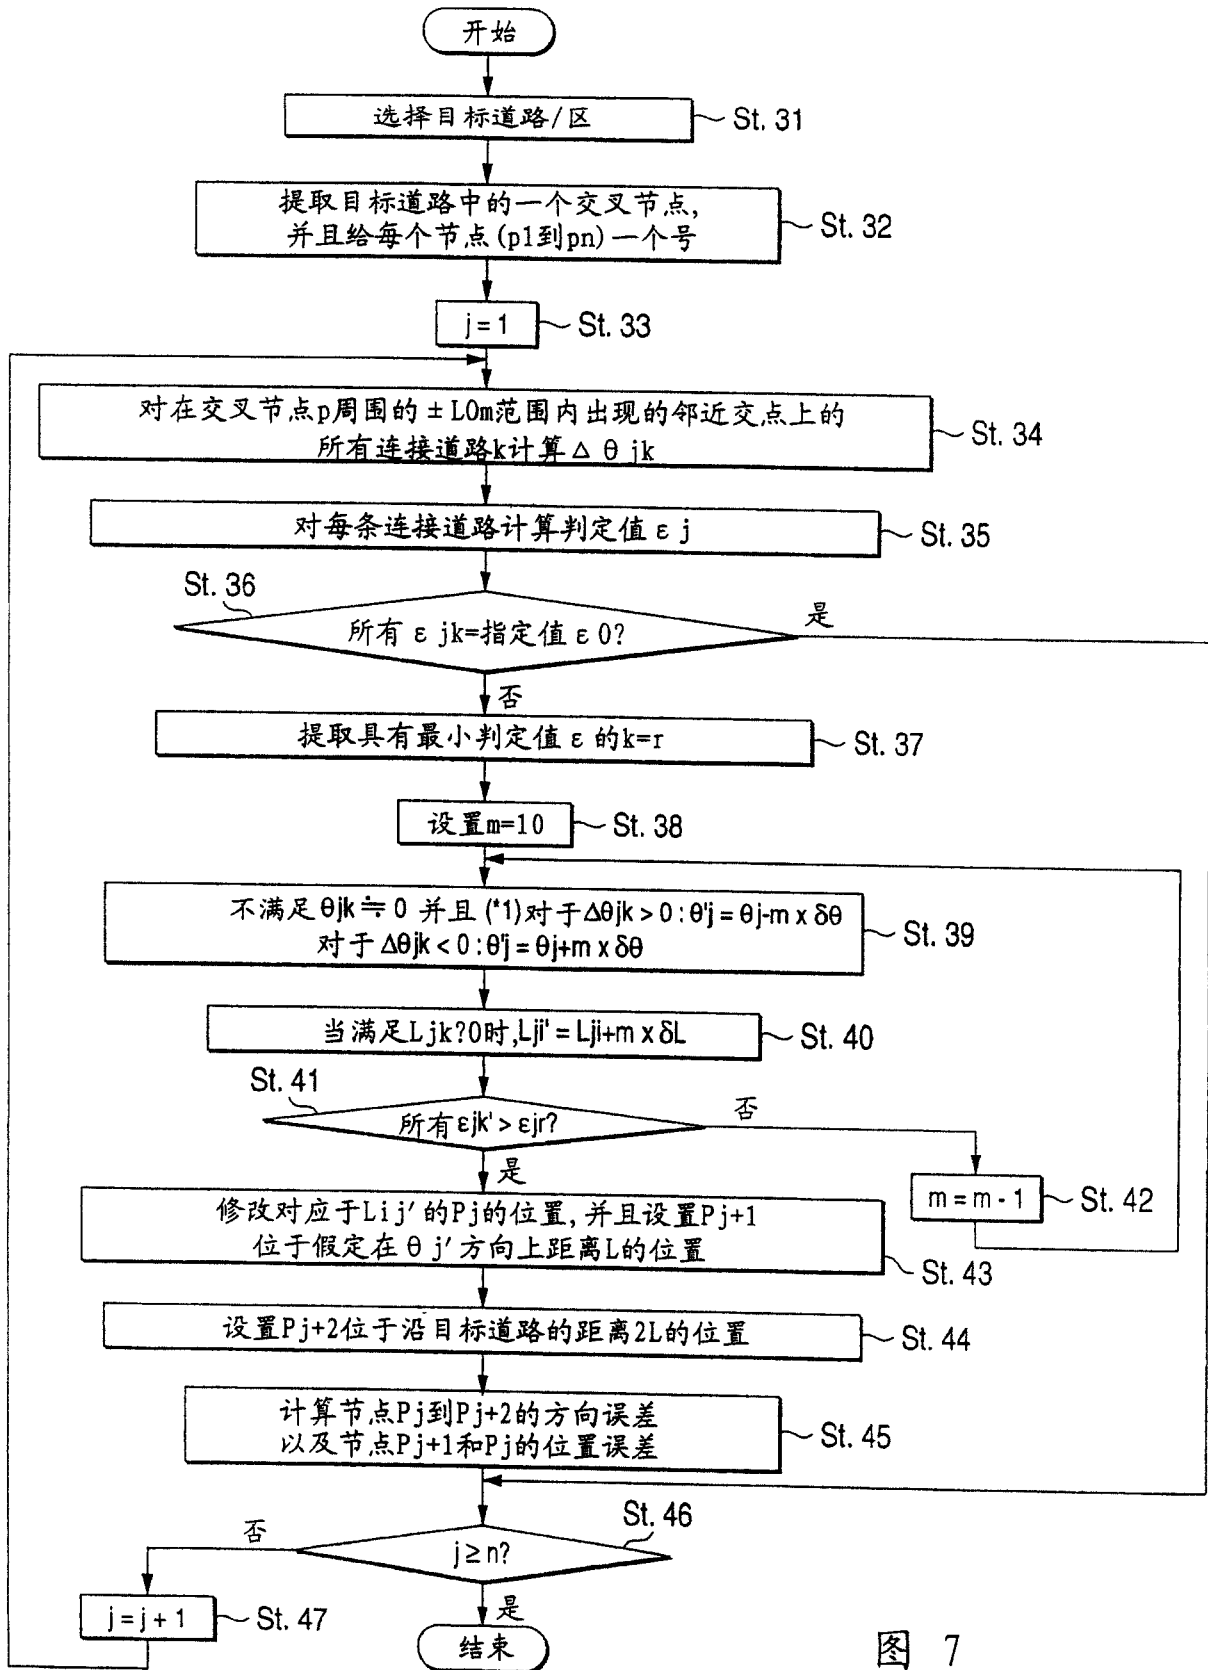 开始
选择目标道路/区
St. 31
提取目标道路中的一个交叉节点,
并且给每个节点(p1到pn)一个号
St. 32
j = 1
St. 33
对在交叉节点p周围的±L0m范围内出现的邻近交点上的
所有连接道路k计算△ θ jk
St. 34
对每条连接道路计算判定值 ε j
St. 35
St. 36
所有 ε jk=指定值 ε 0?
是
否
提取具有最小判定值 ε 的k=r
St. 37
设置m=10
St. 38
不满足θjk≒0 并且 (*1)对于Δθjk > 0 : θ'j = θj-m x δθ
对于Δθjk < 0 : θ'j = θj+m x δθ
St. 39
当满足Ljk?0时,Lji' = Lji+m x δL
St. 40
St. 41
所有εjk' > εjr?
否
是
m = m - 1
St. 42
修改对应于Lij'的Pj的位置,并且设置Pj+1
位于假定在 θ j'方向上距离L的位置
St. 43
设置Pj+2位于沿目标道路的距离2L的位置
St. 44
计算节点Pj到Pj+2的方向误差
以及节点Pj+1和Pj的位置误差
St. 45
St. 46
否
j ≥ n?
j = j + 1
St. 47
是
结束
图 7